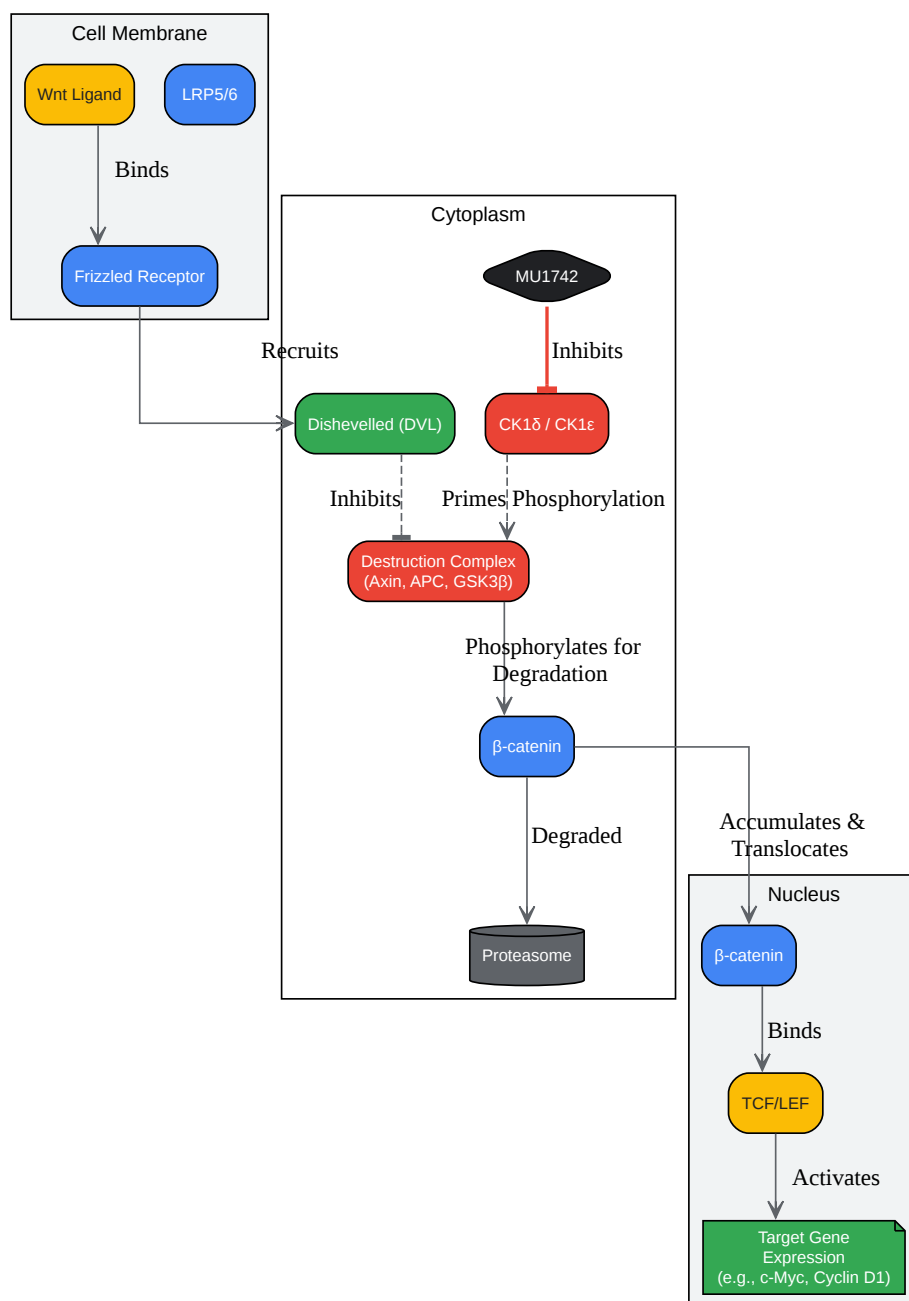 Cell Membrane
Wnt Ligand
LRP5/6
Binds
Frizzled Receptor
Recruits
Cytoplasm
MU1742
Inhibits
Dishevelled (DVL)
CK1δ / CK1ε
Inhibits
Primes Phosphorylation
Destruction Complex
(Axin, APC, GSK3β)
Phosphorylates for
Degradation
β-catenin
Degraded
Proteasome
Accumulates &
Translocates
Nucleus
β-catenin
Binds
TCF/LEF
Activates
Target Gene
Expression
(e.g., c-Myc, Cyclin D1)